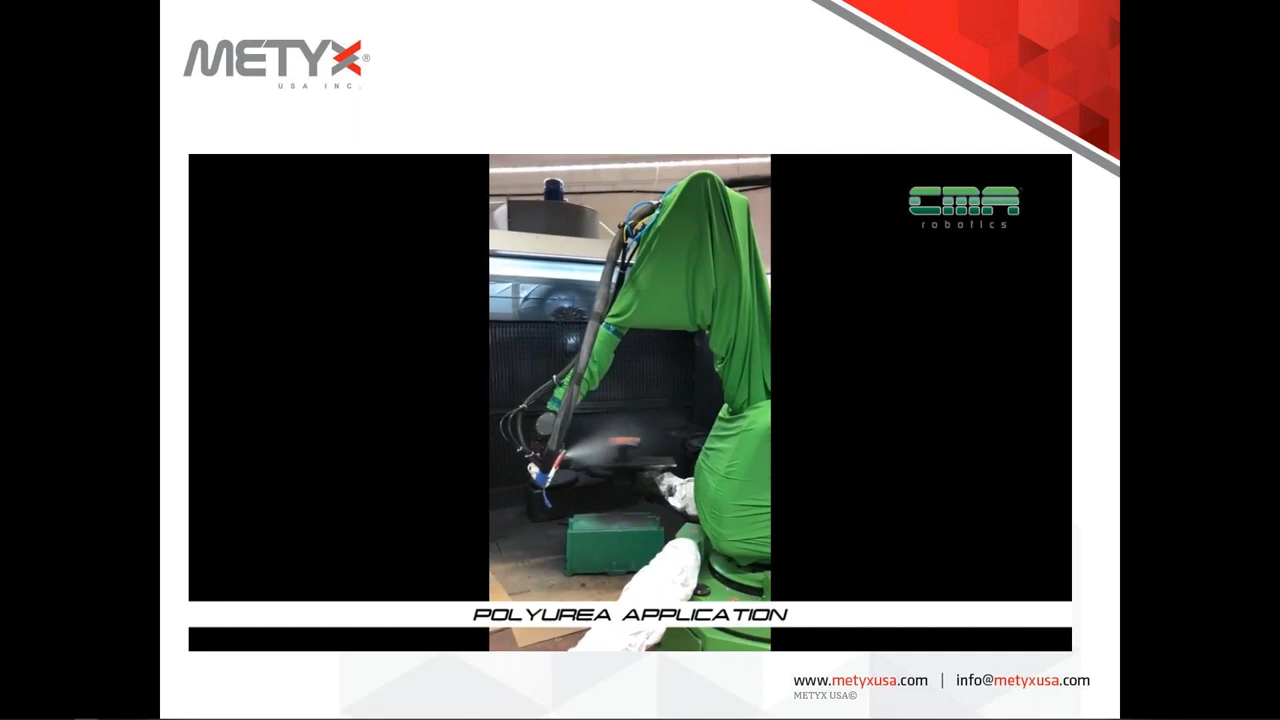 METYX®
USA INC.
CMA
robotics
POLYUREA APPLICATION
www.metyxusa.com | info@metyxusa.com
METYX USA©